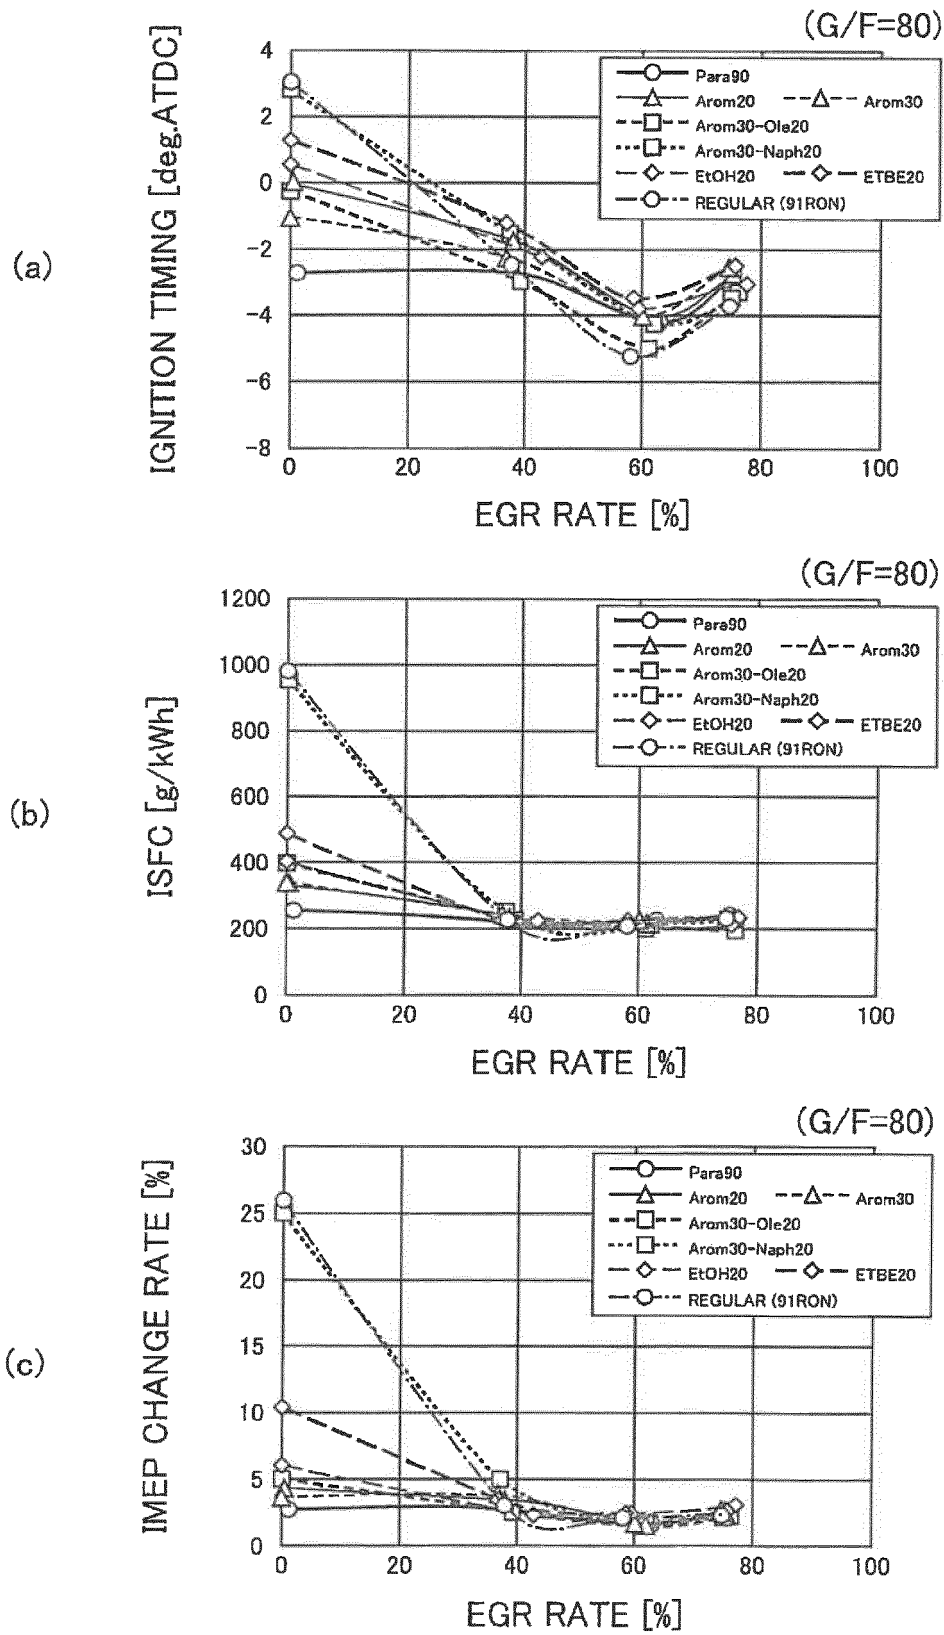 (G/F=80)
(a)
IGNITION TIMING [deg.ATDC]
4
2
0
-2
-4
-6
-8
Para90
Arom20 Arom30
Arom30-Ole20
Arom30-Naph20
EtOH20 ETBE20
REGULAR (91RON)
0 20 40 60 80 100
EGR RATE [%]
(G/F=80)
(b)
ISFC [g/kWh]
1200
1000
800
600
400
200
0
Para90
Arom20 Arom30
Arom30-Ole20
Arom30-Naph20
EtOH20 ETBE20
REGULAR (91RON)
0 20 40 60 80 100
EGR RATE [%]
(G/F=80)
(c)
IMEP CHANGE RATE [%]
30
25
20
15
10
5
0
Para90
Arom20 Arom30
Arom30-Ole20
Arom30-Naph20
EtOH20 ETBE20
REGULAR (91RON)
0 20 40 60 80 100
EGR RATE [%]